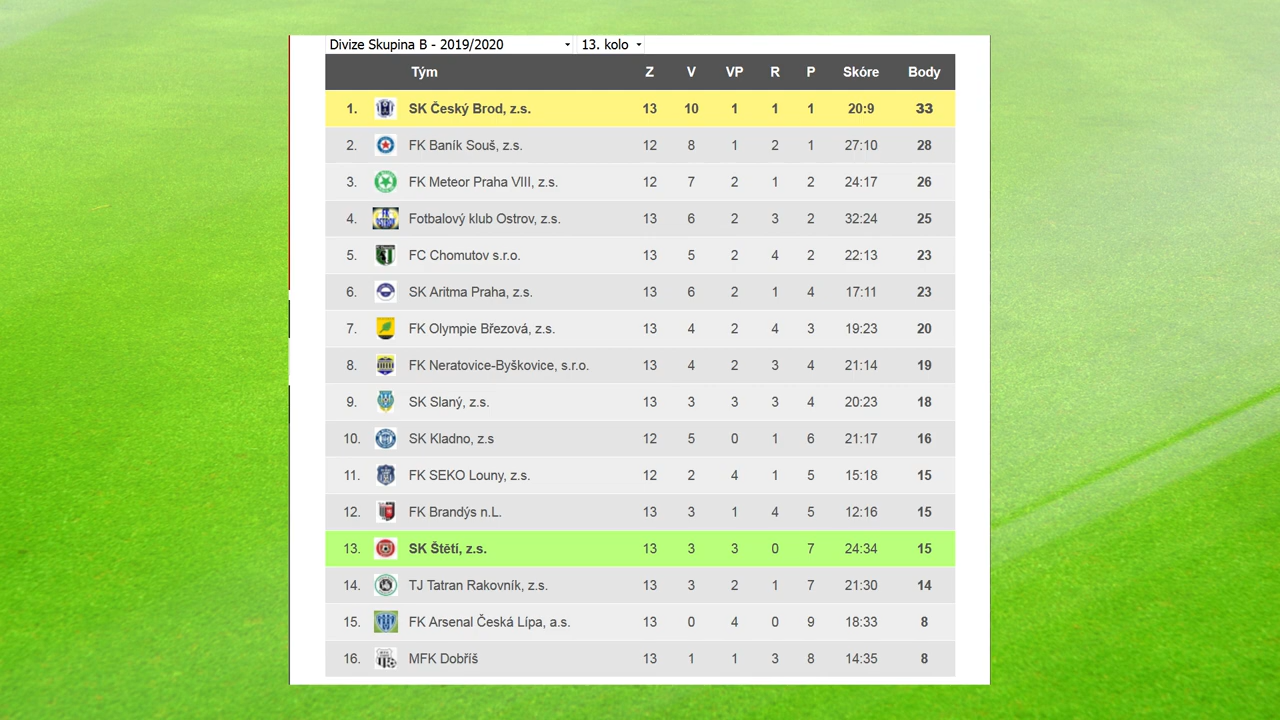 Divize Skupina B - 2019/2020 13. kolo
Tým Z V VP R P Skóre Body
1. SK Český Brod, z.s. 13 10 1 1 1 20:9 33
2. FK Baník Souš, z.s. 12 8 1 2 1 27:10 28
3. FK Meteor Praha VIII, z.s. 12 7 2 1 2 24:17 26
4. Fotbalový klub Ostrov, z.s. 13 6 2 3 2 32:24 25
5. FC Chomutov s.r.o. 13 5 2 4 2 22:13 23
6. SK Aritma Praha, z.s. 13 6 2 1 4 17:11 23
7. FK Olympie Březová, z.s. 13 4 2 4 3 19:23 20
8. FK Neratovice-Byškovice, s.r.o. 13 4 2 3 4 21:14 19
9. SK Slaný, z.s. 13 3 3 3 4 20:23 18
10. SK Kladno, z.s 12 5 0 1 6 21:17 16
11. FK SEKO Louny, z.s. 12 2 4 1 5 15:18 15
12. FK Brandýs n.L. 13 3 1 4 5 12:16 15
13. SK Štětí, z.s. 13 3 3 0 7 24:34 15
14. TJ Tatran Rakovník, z.s. 13 3 2 1 7 21:30 14
15. FK Arsenal Česká Lípa, a.s. 13 0 4 0 9 18:33 8
16. MFK Dobříš 13 1 1 3 8 14:35 8